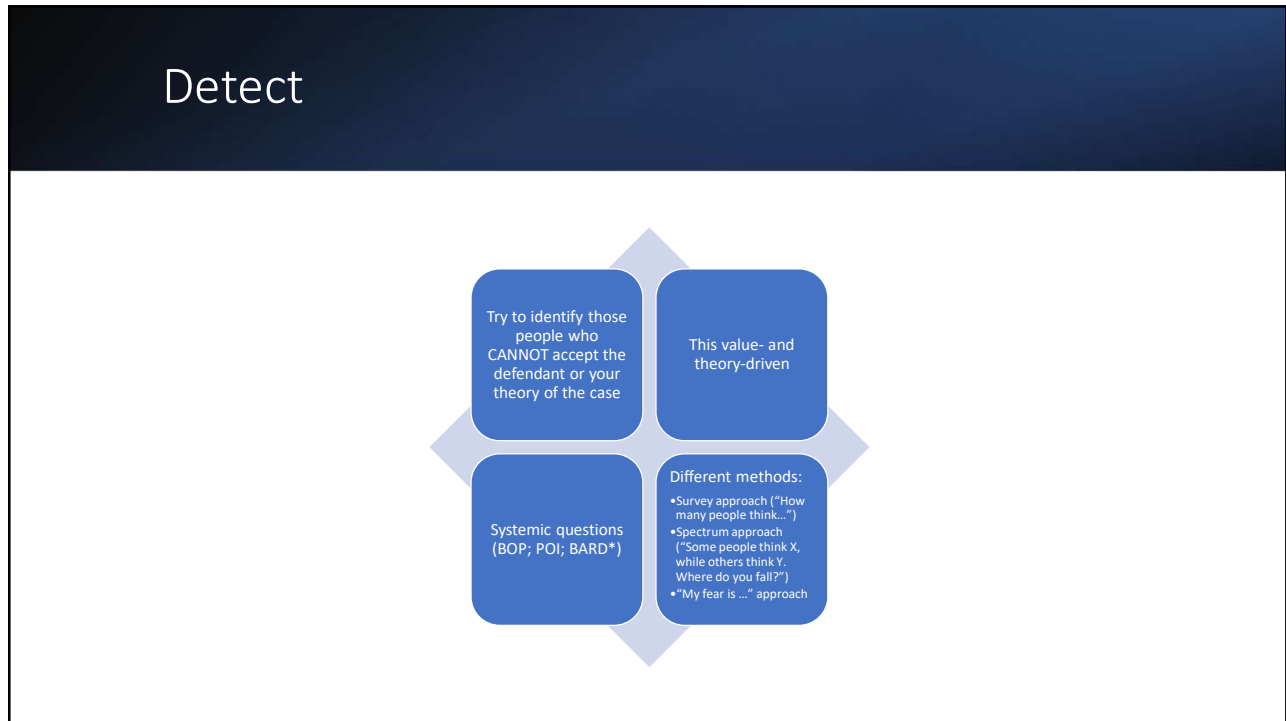 Detect
Try to identify those
people who
CANNOT accept the
defendant or your
theory of the case
This value- and
theory-driven
Systemic questions
(BOP; POI; BARD*)
Different methods:
•Survey approach (“How
many people think…”)
•Spectrum approach
(“Some people think X,
while others think Y.
Where do you fall?”)
•“My fear is …” approach